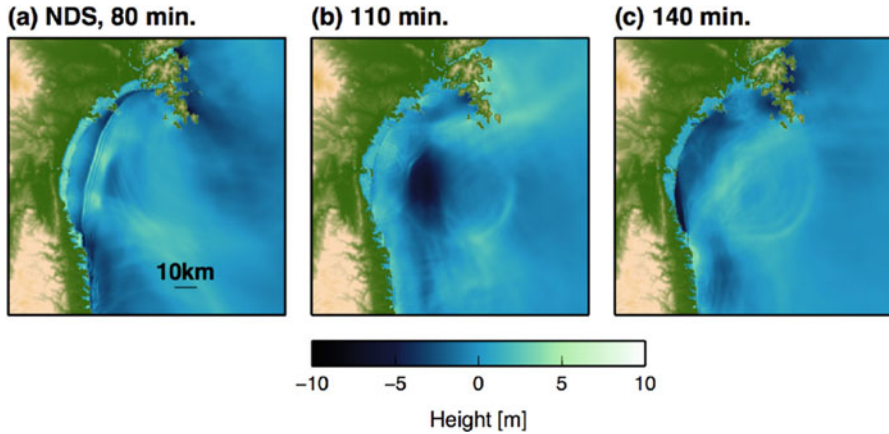 (a) NDS, 80 min.
(b) 110 min.
(c) 140 min.
10km
−10 −5 0 5 10
Height [m]